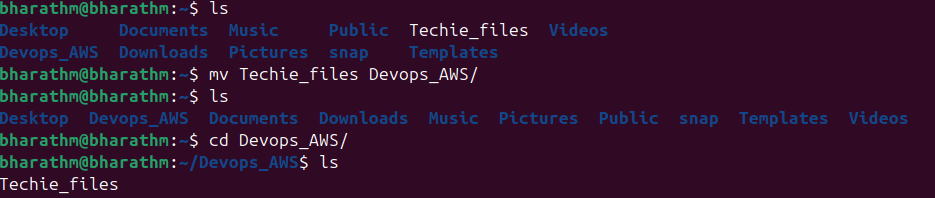 bharathm@bharathm:~$ ls
Desktop     Documents  Music     Public  Techie_files  Videos
Devops_AWS  Downloads  Pictures  snap    Templates
bharathm@bharathm:~$ mv Techie_files Devops_AWS/
bharathm@bharathm:~$ ls
Desktop  Devops_AWS  Documents  Downloads  Music  Pictures  Public  snap  Templates  Videos
bharathm@bharathm:~$ cd Devops_AWS/
bharathm@bharathm:~/Devops_AWS$ ls
Techie_files